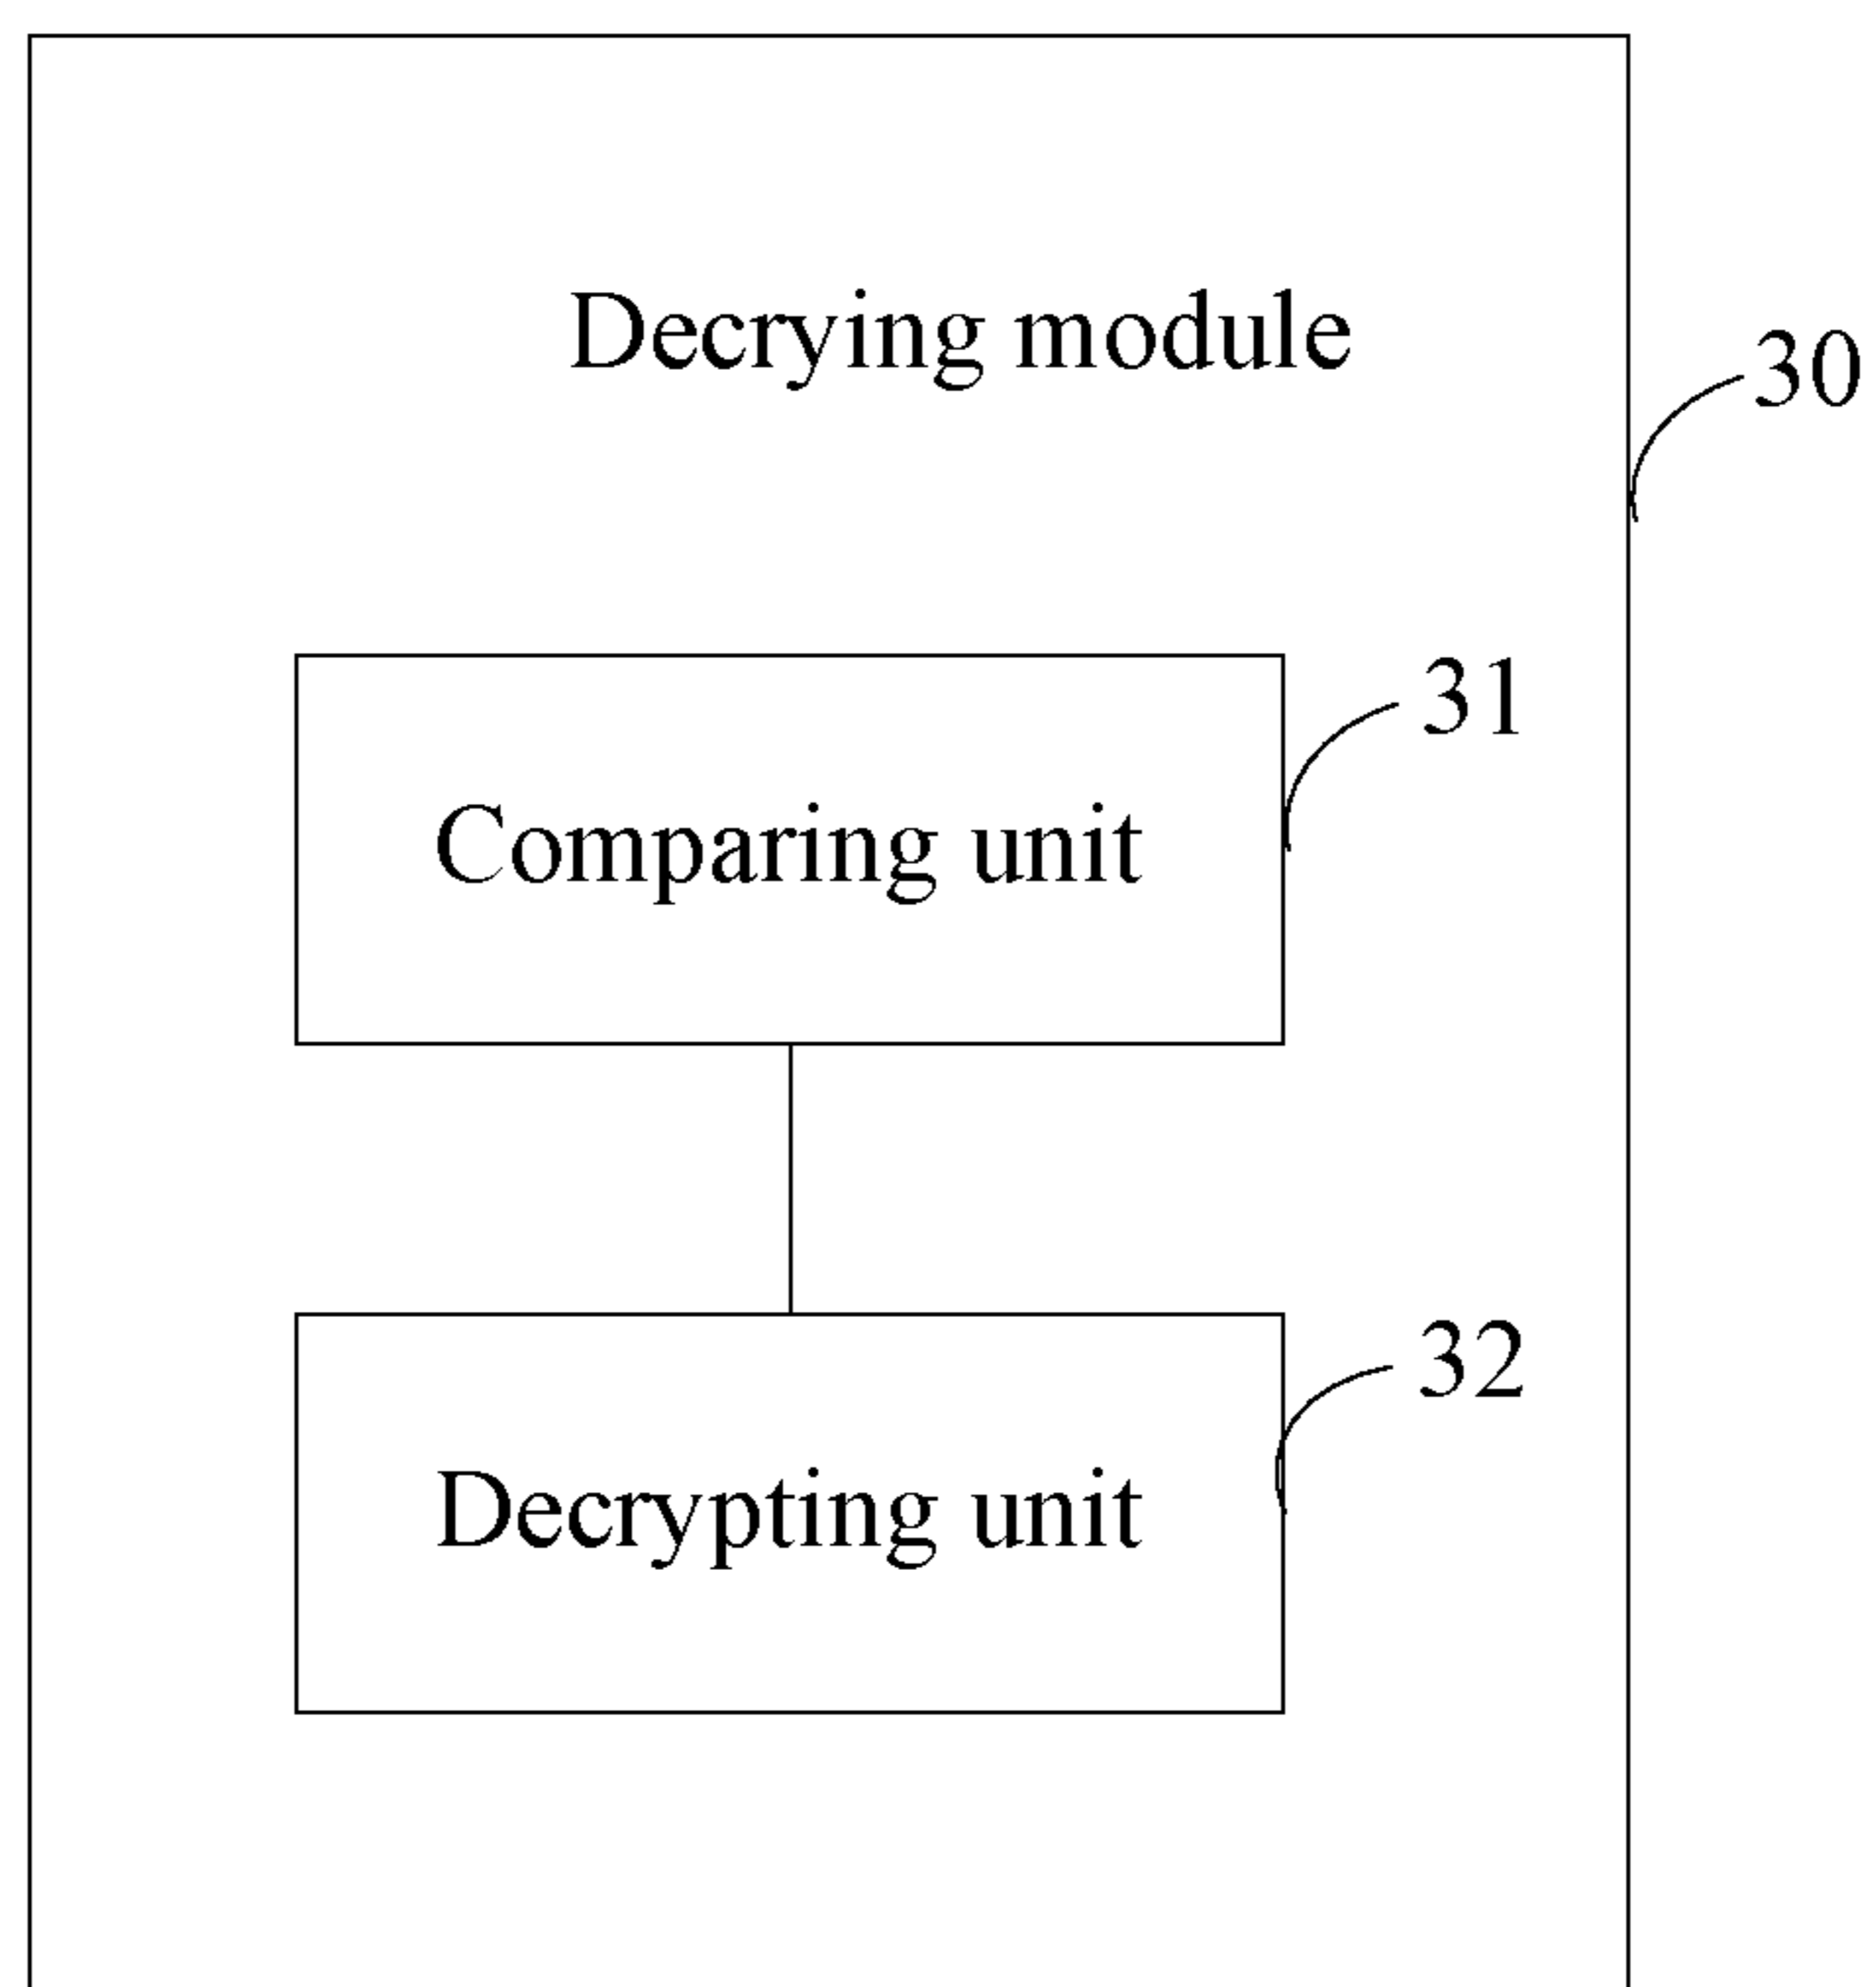 Decrying module
30
31
Comparing unit
32
Decrypting unit